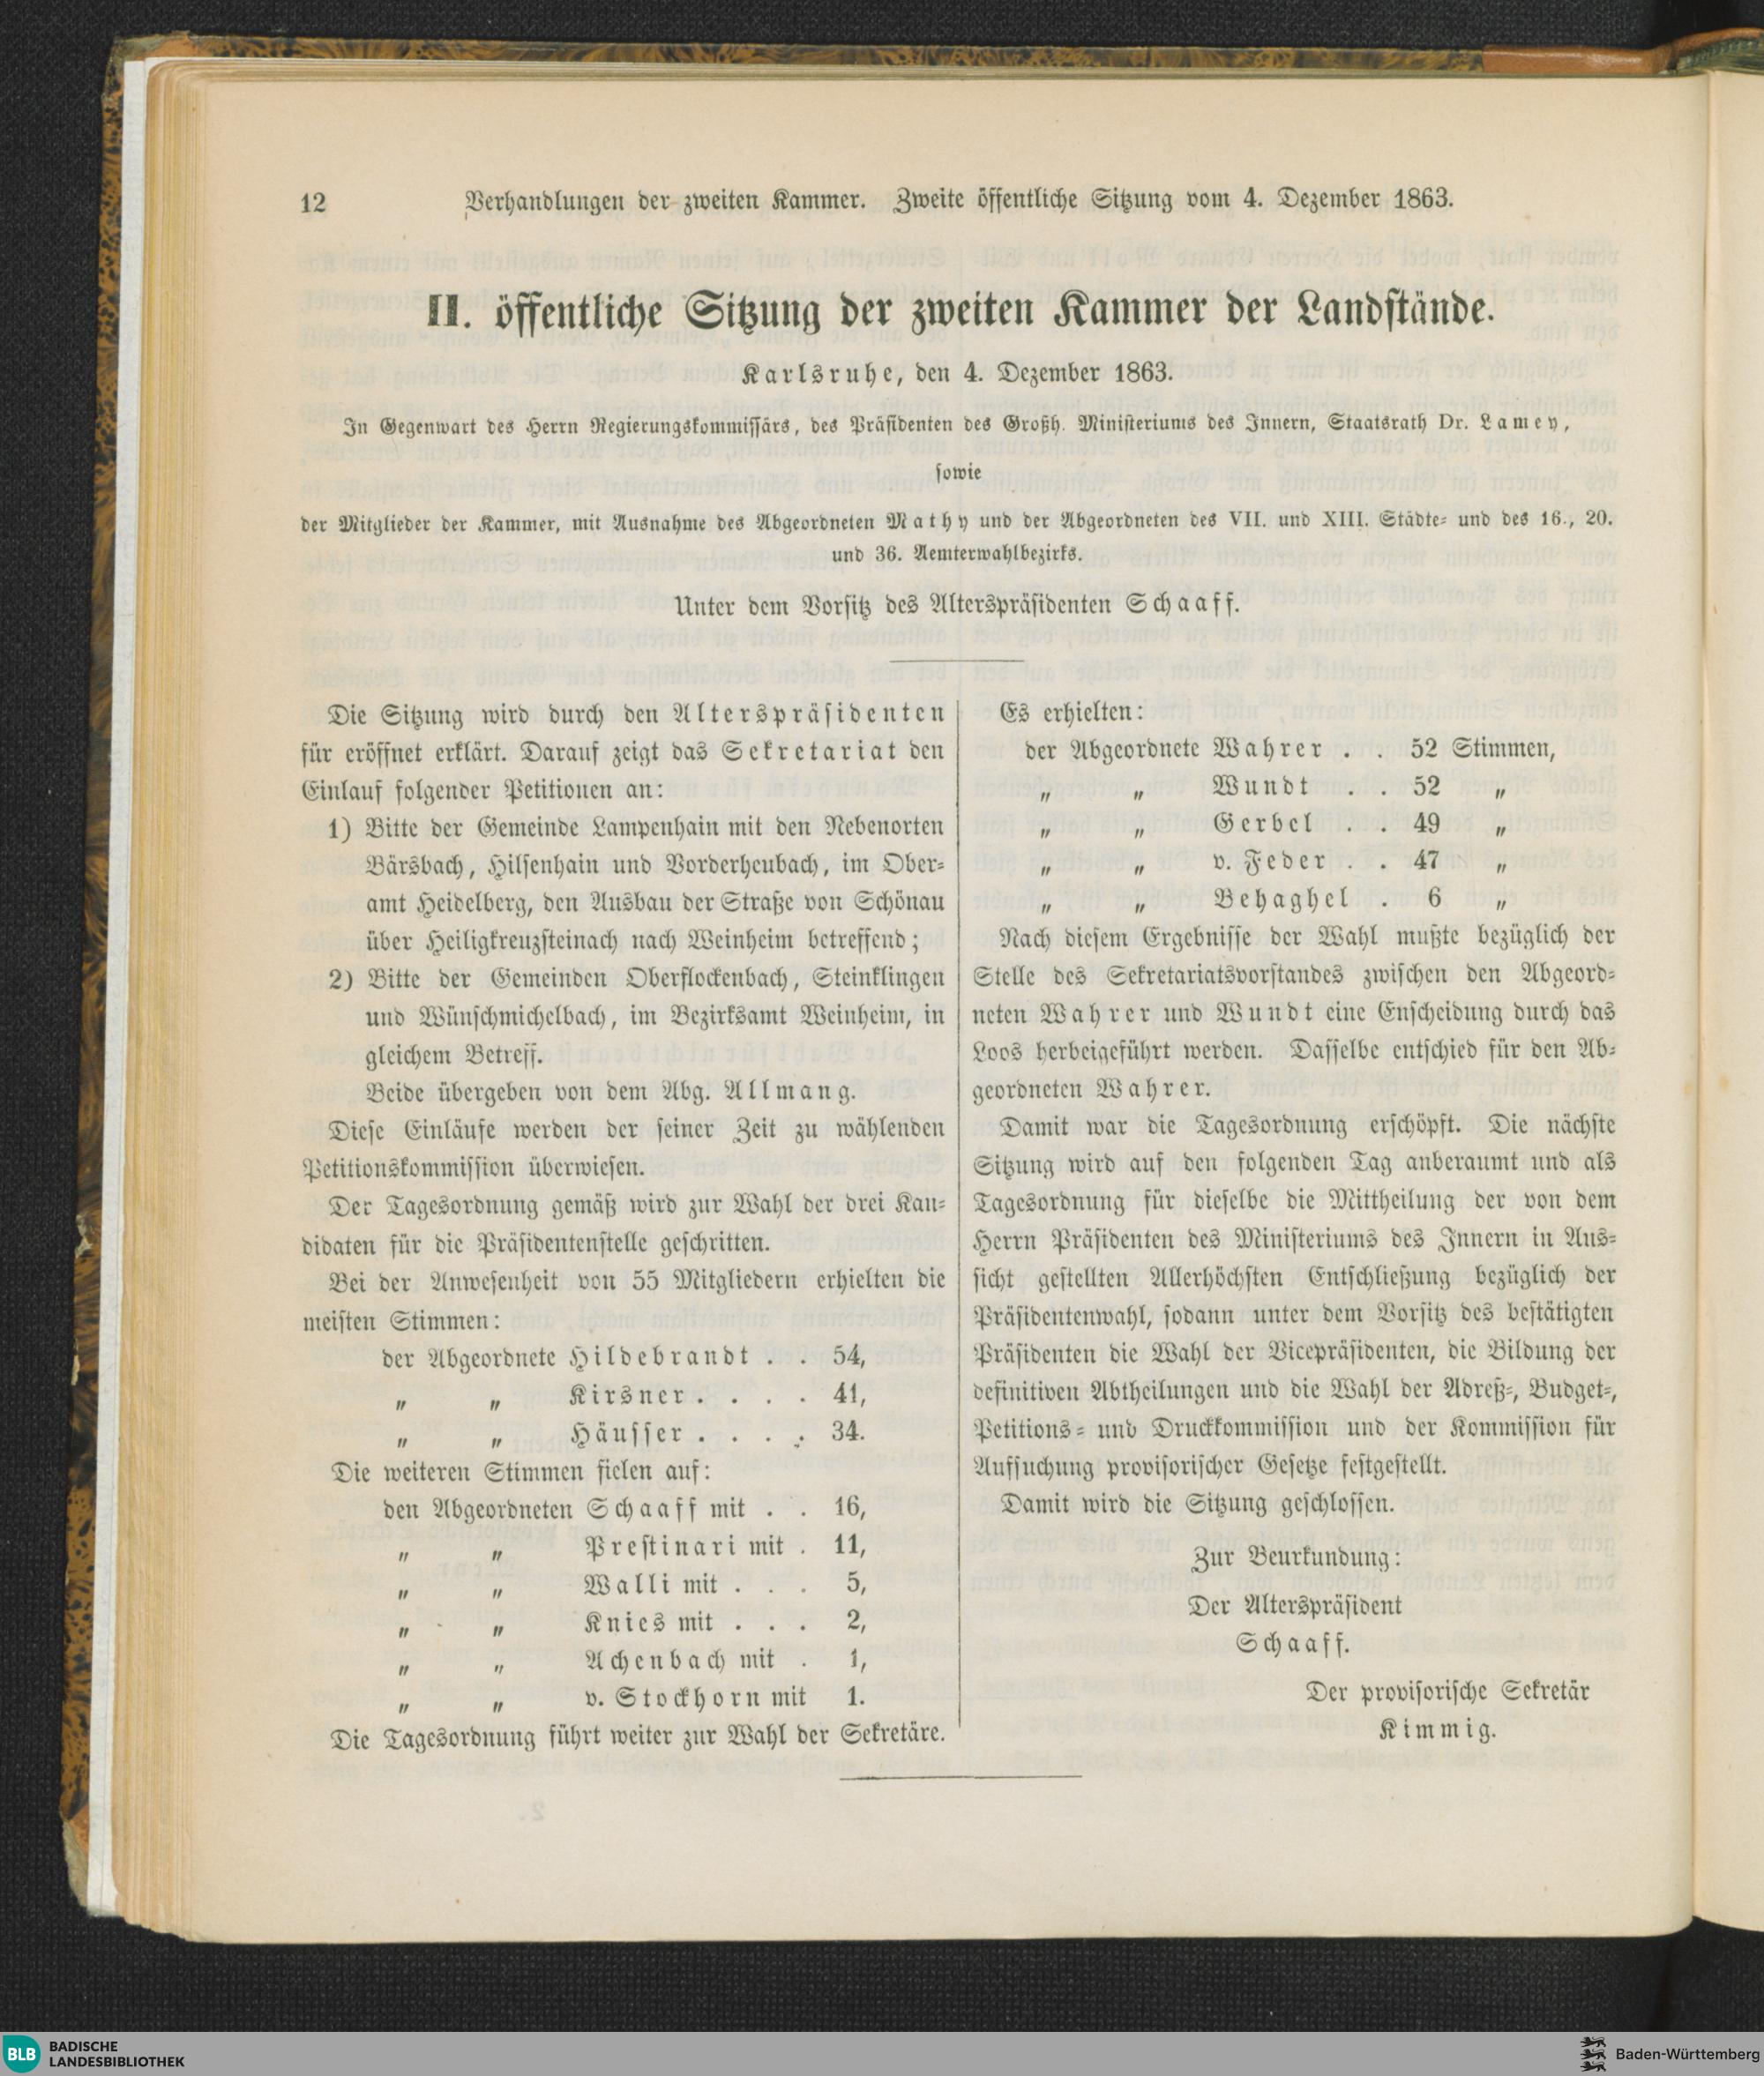 12 Verhandlungen der zweiten Kammer. Zweite öffentliche Sitzung vom 4. Dezember 1863.
II. öffentliche Sitzung der zweiten Kammer der Landstände.
Karlsruhe, den 4. Dezember 1863.
In Gegenwart des Herrn Regierungskommissärs, des Präsidenten des Großh. Ministeriums des Innern, Staatsrath Dr. Lamey,
sowie
der Mitglieder der Kammer, mit Ausnahme des Abgeordneten Mathy und der Abgeordneten des VII. und XIII. Städte- und des 16., 20.
und 36. Aemterwahlbezirks.
Unter dem Vorsitz des Alterspräsidenten Schaaff.
Die Sitzung wird durch den Alterspräsidenten
für eröffnet erklärt. Darauf zeigt das Sekretariat den
Einlauf folgender Petitionen an:
1) Bitte der Gemeinde Lampenhain mit den Nebenorten
Bärsbach, Hilsenhain und Vorderheubach, im Ober-
amt Heidelberg, den Ausbau der Straße von Schönau
über Heiligkreuzsteinach nach Weinheim betreffend;
2) Bitte der Gemeinden Oberflockenbach, Steinklingen
und Wünschmichelbach, im Bezirksamt Weinheim, in
gleichem Betreff.
Beide übergeben von dem Abg. Allmang.
Diese Einläufe werden der seiner Zeit zu wählenden
Petitionskommission überwiesen.
Der Tagesordnung gemäß wird zur Wahl der drei Kan-
didaten für die Präsidentenstelle geschritten.
Bei der Anwesenheit von 55 Mitgliedern erhielten die
meisten Stimmen:
der Abgeordnete Hildebrandt . . 54,
„ „ Kirsner . . . . 41,
„ „ Häusser . . . . 34.
Die weiteren Stimmen fielen auf:
den Abgeordneten Schaaff mit . . 16,
„ „ Prestinari mit . 11,
„ „ Walli mit . . . 5,
„ „ Knies mit . . . 2,
„ „ Achenbach mit . 1,
„ „ v. Stockhorn mit 1.
Die Tagesordnung führt weiter zur Wahl der Sekretäre.
Es erhielten:
der Abgeordnete Wahrer . . 52 Stimmen,
„ „ Wundt . . 52 „
„ „ Gerbel . . 49 „
„ „ v. Feder . . 47 „
„ „ Behaghel . 6 „
Nach diesem Ergebnisse der Wahl mußte bezüglich der
Stelle des Sekretariatsvorstandes zwischen den Abgeord-
neten Wahrer und Wundt eine Enscheidung durch das
Loos herbeigeführt werden. Dasselbe entschied für den Ab-
geordneten Wahrer.
Damit war die Tagesordnung erschöpft. Die nächste
Sitzung wird auf den folgenden Tag anberaumt und als
Tagesordnung für dieselbe die Mittheilung der von dem
Herrn Präsidenten des Ministeriums des Innern in Aus-
sicht gestellten Allerhöchsten Entschließung bezüglich der
Präsidentenwahl, sodann unter dem Vorsitz des bestätigten
Präsidenten die Wahl der Vicepräsidenten, die Bildung der
definitiven Abtheilungen und die Wahl der Adreß-, Budget-,
Petitions- und Druckkommission und der Kommission für
Aufsuchung provisorischer Gesetze festgestellt.
Damit wird die Sitzung geschlossen.
Zur Beurkundung:
Der Alterspräsident
Schaaff.
Der provisorische Sekretär
Kimmig.
BLB BADISCHE
LANDESBIBLIOTHEK
Baden-Württemberg